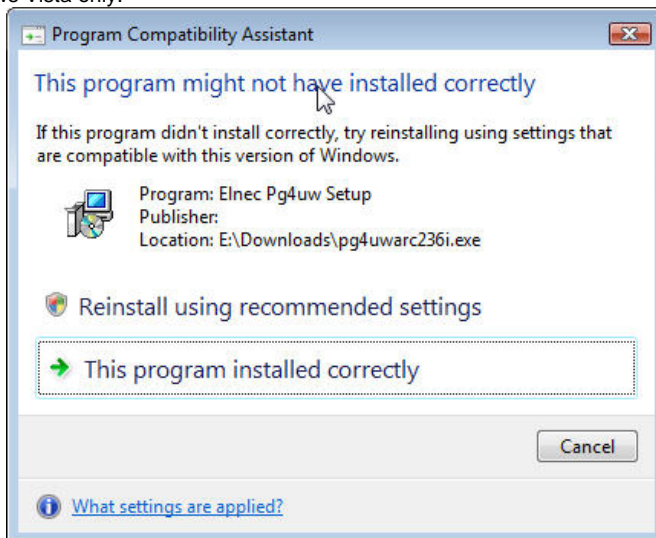 Vista only.
Program Compatibility Assistant
This program might not have installed correctly
If this program didn't install correctly, try reinstalling using settings that
are compatible with this version of Windows.
Program: Elnec Pg4uw Setup
Publisher:
Location: E:\Downloads\pg4uwarc236i.exe
Reinstall using recommended settings
This program installed correctly
Cancel
What settings are applied?